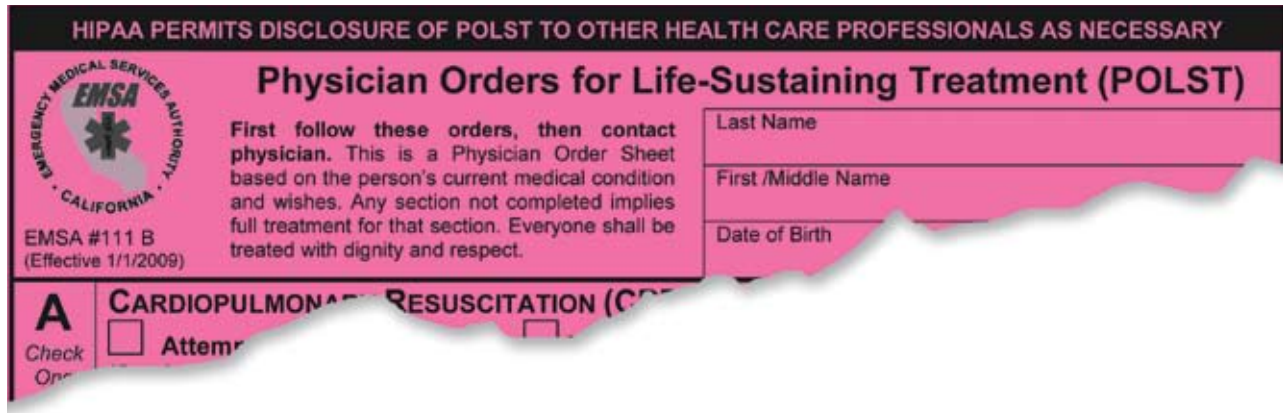 HIPAA PERMITS DISCLOSURE OF POLST TO OTHER HEALTH CARE PROFESSIONALS AS NECESSARY
EMERGENCY MEDICAL SERVICES AUTHORITY
EMSA
CALIFORNIA
EMSA #111 B
(Effective 1/1/2009)
Physician Orders for Life-Sustaining Treatment (POLST)
First follow these orders, then contact
physician. This is a Physician Order Sheet
based on the person's current medical condition
and wishes. Any section not completed implies
full treatment for that section. Everyone shall be
treated with dignity and respect.
Last Name
First /Middle Name
Date of Birth
A
Check
CARDIOPULMONARY RESUSCITATION